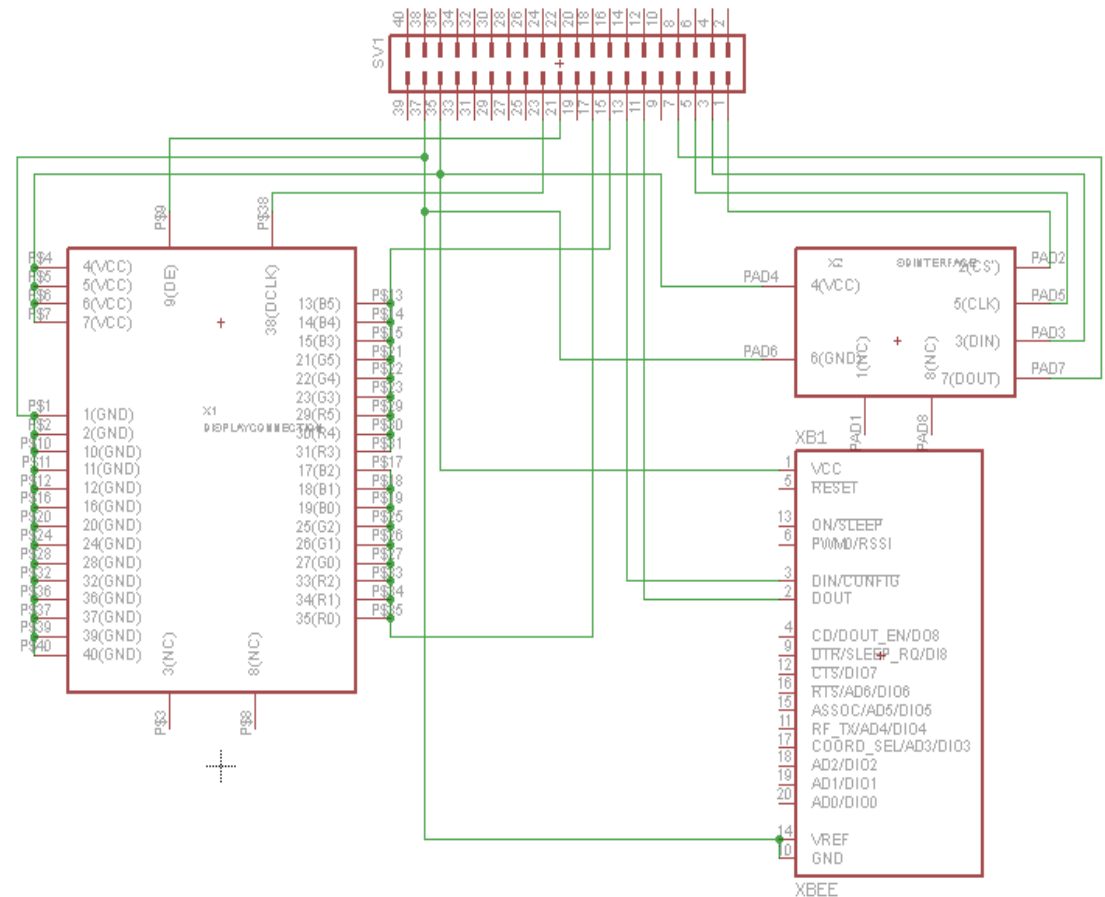 40 38 36 34 32 30 28 26 24 22 20 18 16 14 12 10 8 6 4 2
SV1
39 37 35 33 31 29 27 25 23 21 19 17 15 13 11 9 7 5 3 1
P$9
P$38
P$4 4(VCC)
P$5 5(VCC)
P$6 6(VCC)
P$7 7(VCC)
9(DE)
38(DCLK)
P$1 1(GND)
P$2 2(GND)
P$10 10(GND)
P$11 11(GND)
P$12 12(GND)
P$16 16(GND)
P$20 20(GND)
P$24 24(GND)
P$28 28(GND)
P$32 32(GND)
P$36 36(GND)
P$37 37(GND)
P$39 39(GND)
P$40 40(GND)
X1
DISPLAYCONNECTION
13(B5) P$13
14(B4) P$14
15(B3) P$15
21(G5) P$21
22(G4) P$22
23(G3) P$23
29(R5) P$29
30(R4) P$30
31(R3) P$31
17(B2) P$17
18(B1) P$18
19(B0) P$19
25(G2) P$25
26(G1) P$26
27(G0) P$27
33(R2) P$33
34(R1) P$34
35(R0) P$35
3(NC)
8(NC)
P$3
P$8
X2
SDINTERFACE
PAD4 4(VCC)
PAD6 6(GND)
2(CS') PAD2
5(CLK) PAD5
3(DIN) PAD3
7(DOUT) PAD7
1(NC)
8(NC)
PAD1
PAD8
XB1
1 VCC
5 RESET
13 ON/SLEEP
6 PWM0/RSSI
3 DIN/CONFIG
2 DOUT
4 CD/DOUT_EN/DO8
9 DTR/SLEEP_RQ/DI8
12 CTS/DIO7
16 RTS/AD6/DIO6
15 ASSOC/AD5/DIO5
11 RF_TX/AD4/DIO4
17 COORD_SEL/AD3/DIO3
18 AD2/DIO2
19 AD1/DIO1
20 AD0/DIO0
14 VREF
10 GND
XBEE